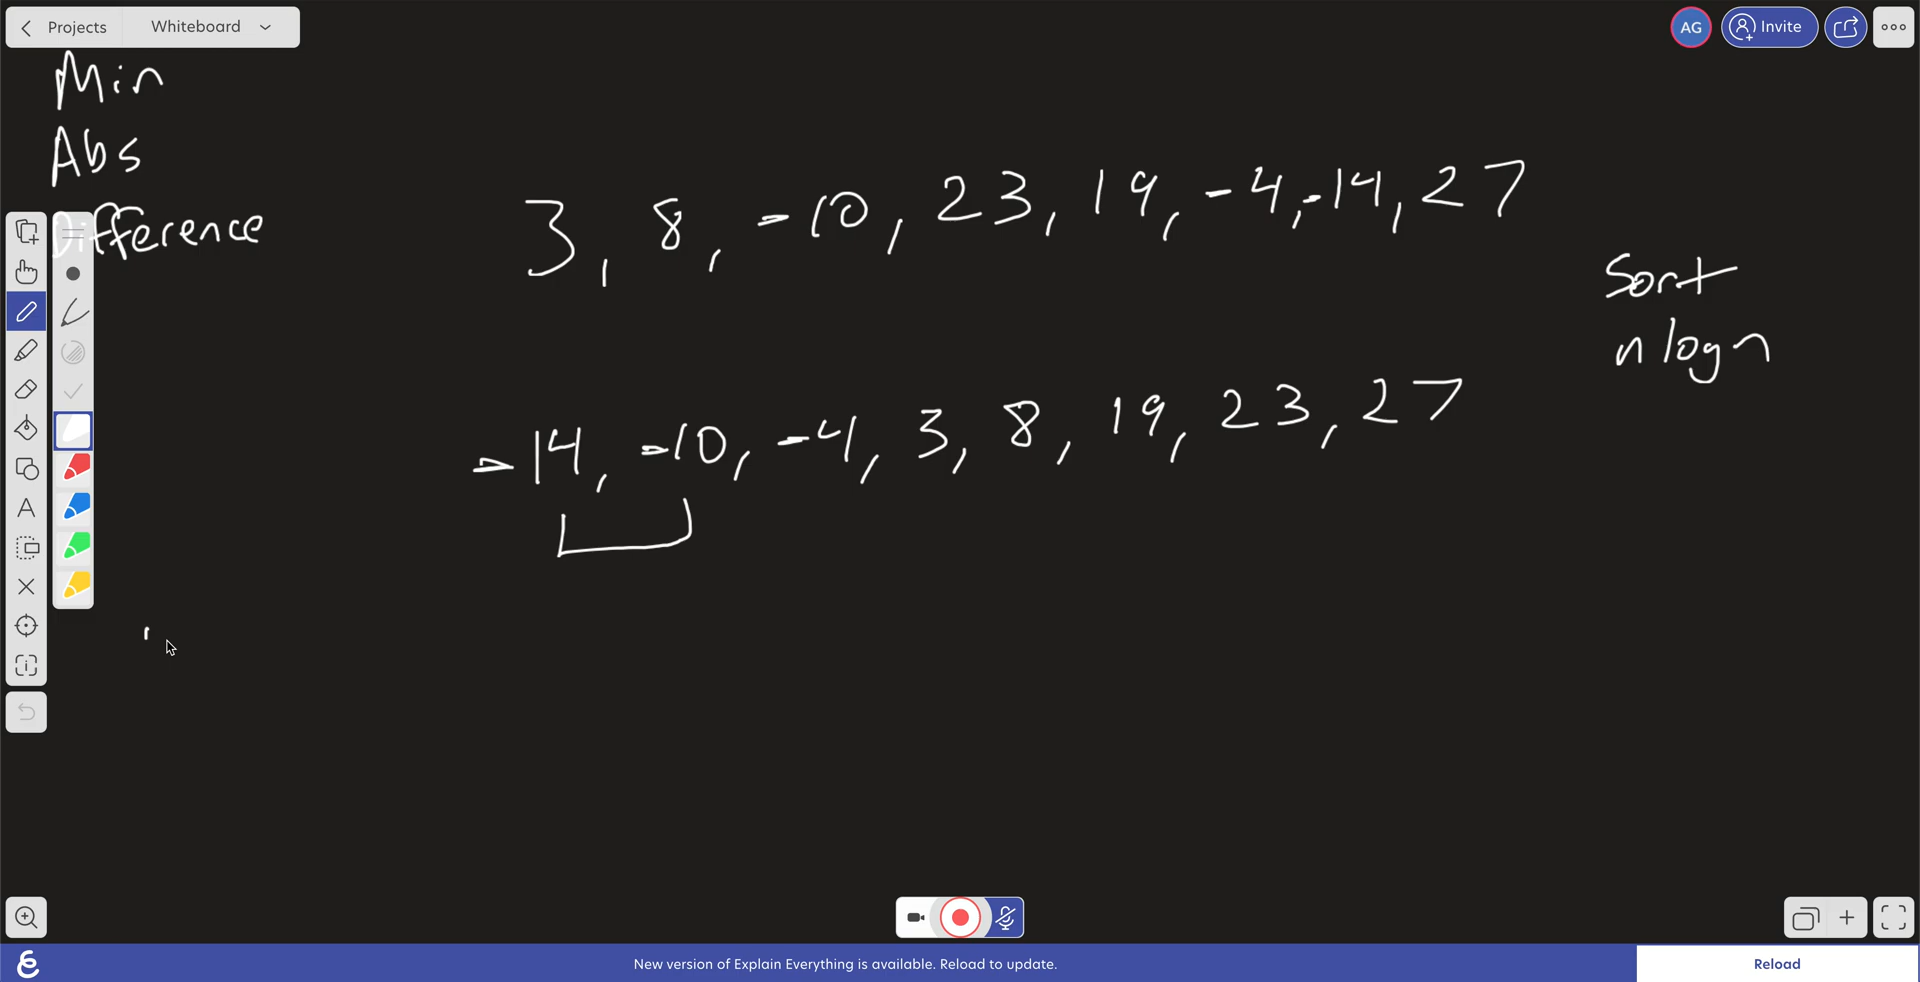 Projects
Whiteboard
AG
Invite
Min
Abs
Difference
3, 8, -10, 23, 19, -4, -14, 27
Sort
n log n
-14, -10, -4, 3, 8, 19, 23, 27
A
New version of Explain Everything is available. Reload to update.
Reload